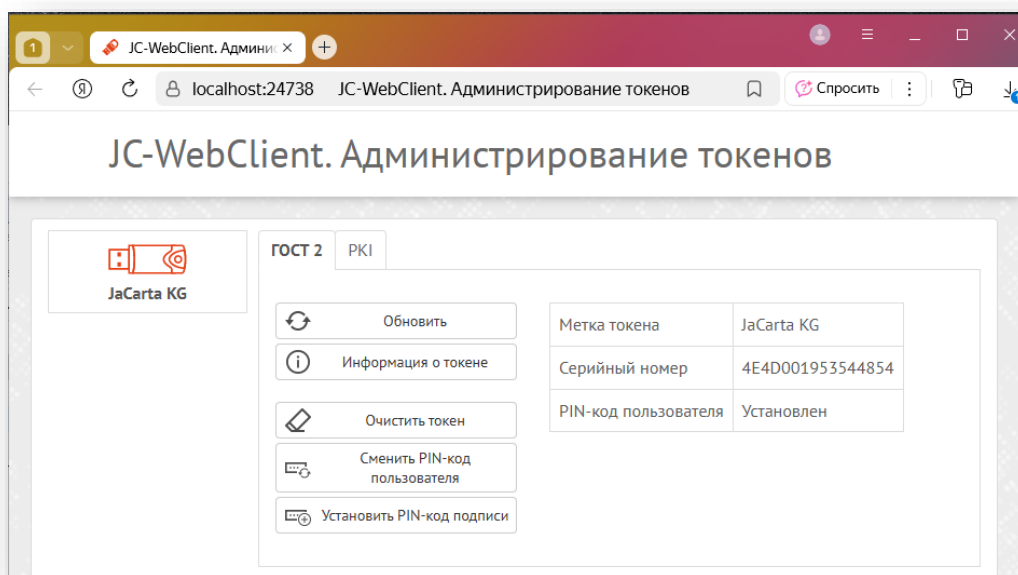 1
JC-WebClient. Админис
localhost:24738 JC-WebClient. Администрирование токенов
Спросить
JC-WebClient. Администрирование токенов
JaCarta KG
ГОСТ 2
PKI
Обновить
Информация о токене
Очистить токен
Сменить PIN-код
пользователя
Установить PIN-код подписи
Метка токена JaCarta KG
Серийный номер 4E4D001953544854
PIN-код пользователя Установлен